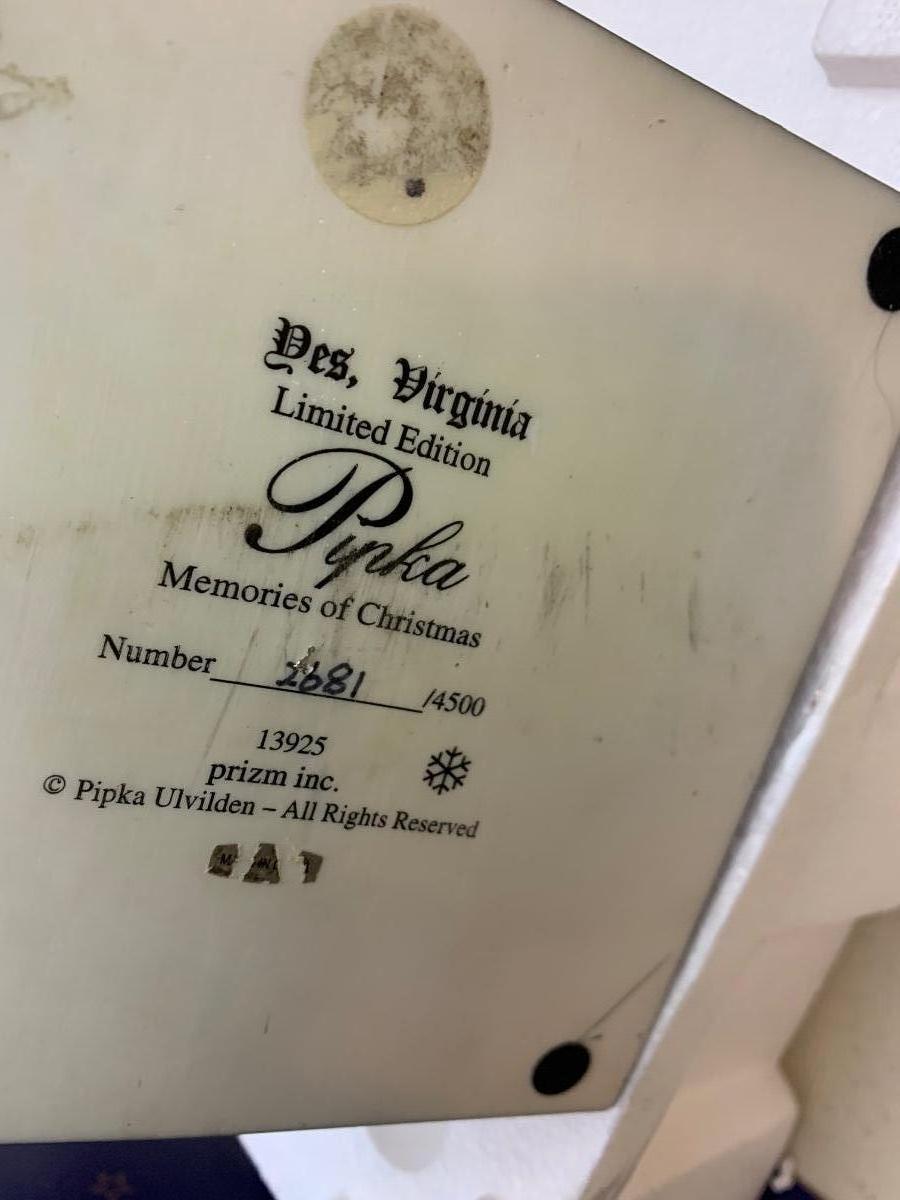 Yes, Virginia
Limited Edition
Pipka
Memories of Christmas
Number 2681 /4500
13925
prizm inc.
© Pipka Ulvilden – All Rights Reserved